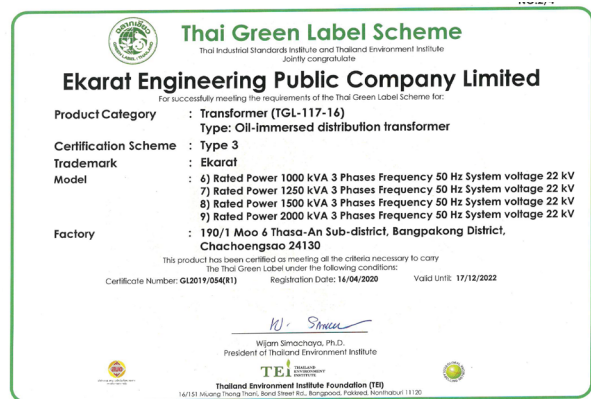 NO.2/4
Thai Green Label Scheme
Thai Industrial Standards Institute and Thailand Environment Institute
Jointly congratulate
Ekarat Engineering Public Company Limited
For successfully meeting the requirements of the Thai Green Label Scheme for:
Product Category : Transformer (TGL-117-16)
Type: Oil-immersed distribution transformer
Certification Scheme : Type 3
Trademark : Ekarat
Model : 6) Rated Power 1000 kVA 3 Phases Frequency 50 Hz System voltage 22 kV
7) Rated Power 1250 kVA 3 Phases Frequency 50 Hz System voltage 22 kV
8) Rated Power 1500 kVA 3 Phases Frequency 50 Hz System voltage 22 kV
9) Rated Power 2000 kVA 3 Phases Frequency 50 Hz System voltage 22 kV
Factory : 190/1 Moo 6 Thasa-An Sub-district, Bangpakong District,
Chachoengsao 24130
This product has been certified as meeting all the criteria necessary to carry
The Thai Green Label under the following conditions:
Certificate Number: GL2019/054(R1) Registration Date: 16/04/2020 Valid Until: 17/12/2022
Wijarn Simachaya, Ph.D.
President of Thailand Environment Institute
TEI THAILAND ENVIRONMENT INSTITUTE
Thailand Environment Institute Foundation (TEI)
16/151 Muang Thong Thani, Bond Street Rd., Bangpood, Pakkred, Nonthaburi 11120